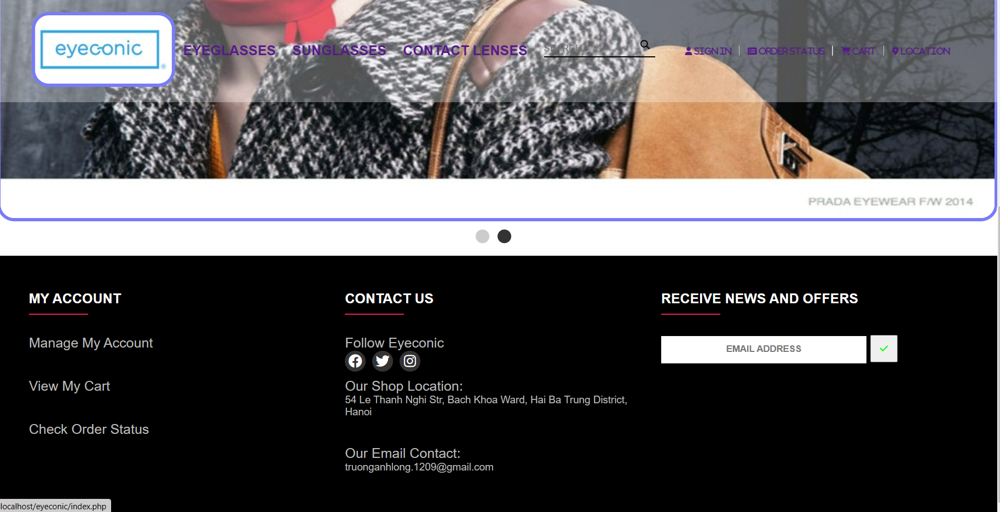 eyeconic
®
EYEGLASSES SUNGLASSES CONTACT LENSES SEARCH SIGN IN ORDER STATUS CART LOCATION
PRADA EYEWEAR F/W 2014
MY ACCOUNT
Manage My Account
View My Cart
Check Order Status
CONTACT US
Follow Eyeconic
Our Shop Location:
54 Le Thanh Nghi Str, Bach Khoa Ward, Hai Ba Trung District,
Hanoi
Our Email Contact:
truonganhlong.1209@gmail.com
RECEIVE NEWS AND OFFERS
EMAIL ADDRESS
localhost/eyeconic/index.php